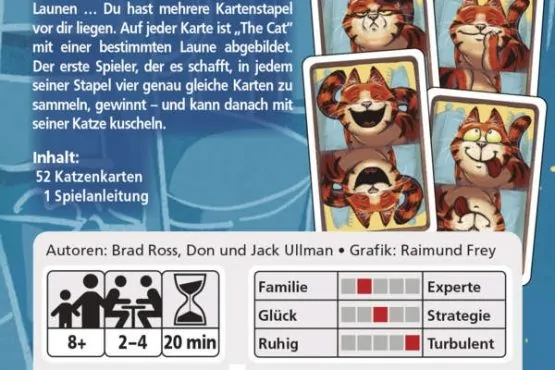 Launen … Du hast mehrere Kartenstapel
vor dir liegen. Auf jeder Karte ist „The Cat“
mit einer bestimmten Laune abgebildet.
Der erste Spieler, der es schafft, in jedem
seiner Stapel vier genau gleiche Karten zu
sammeln, gewinnt – und kann danach mit
seiner Katze kuscheln.
Inhalt:
52 Katzenkarten
1 Spielanleitung
Autoren: Brad Ross, Don und Jack Ullman • Grafik: Raimund Frey
8+ 2–4 20 min
Familie Experte
Glück Strategie
Ruhig Turbulent